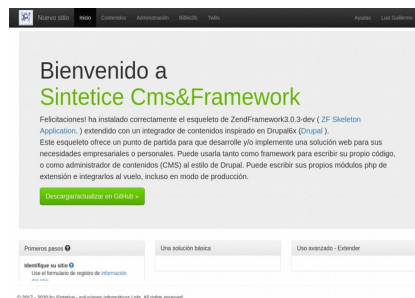 Nuevo sitio Inicio Contenidos Administración Ayudas Luis Guillermo
Bienvenido a
Sintetice Cms&Framework
Felicitaciones! ha instalado correctamente el esqueleto de ZendFramework3.0.3-dev ( ZF Skeleton
Application, ) extendido con un integrador de contenidos inspirado en Drupal6x (Drupal ).
Este esqueleto ofrece un punto de partida para que desarrolle y/o implemente una solución web para sus
necesidades empresariales o personales. Puede usarla tanto como framework para escribir su propio código,
o como administrador de contenidos (CMS) al estilo de Drupal. Puede escribir sus propios módulos php de
extensión e integrarlos al vuelo, incluso en modo de producción.
Descargar/actualizar en GitHub »
Primeros pasos
Una solución básica
Uso avanzado - Extender
Identifique su sitio
Use el formulario de registro de información
del sitio
© 2017 - 2020 by Sintetice - soluciones informáticas Ltda. All rights reserved.